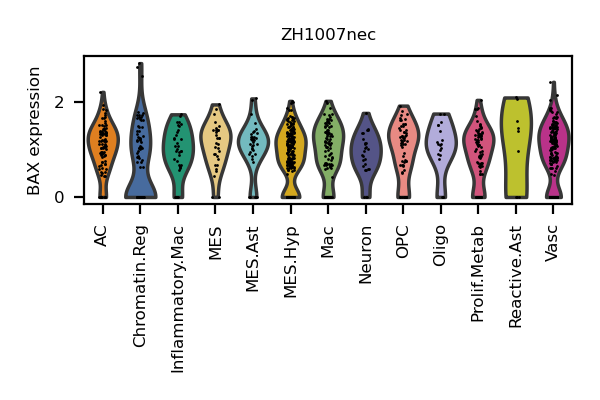 ZH1007nec
BAX expression
2
0
AC
Chromatin.Reg
Inflammatory.Mac
MES
MES.Ast
MES.Hyp
Mac
Neuron
OPC
Oligo
Prolif.Metab
Reactive.Ast
Vasc